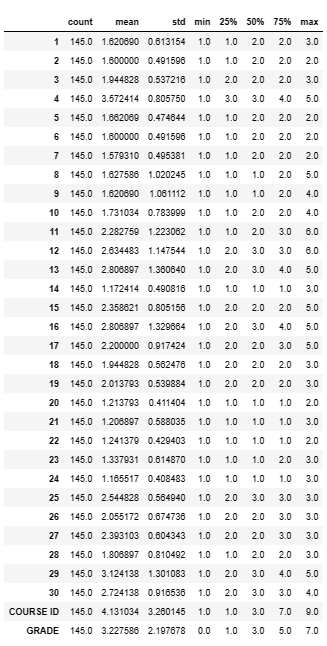 count mean std min 25% 50% 75% max
1 145.0 1.620690 0.613154 1.0 1.0 2.0 2.0 3.0
2 145.0 1.600000 0.491596 1.0 1.0 2.0 2.0 2.0
3 145.0 1.944828 0.537216 1.0 2.0 2.0 2.0 3.0
4 145.0 3.572414 0.805750 1.0 3.0 3.0 4.0 5.0
5 145.0 1.662069 0.474644 1.0 1.0 2.0 2.0 2.0
6 145.0 1.600000 0.491596 1.0 1.0 2.0 2.0 2.0
7 145.0 1.579310 0.495381 1.0 1.0 2.0 2.0 2.0
8 145.0 1.627586 1.020245 1.0 1.0 1.0 2.0 5.0
9 145.0 1.620690 1.061112 1.0 1.0 1.0 2.0 4.0
10 145.0 1.731034 0.783999 1.0 1.0 2.0 2.0 4.0
11 145.0 2.282759 1.223062 1.0 1.0 2.0 3.0 6.0
12 145.0 2.634483 1.147544 1.0 2.0 3.0 3.0 6.0
13 145.0 2.806897 1.360640 1.0 2.0 3.0 4.0 5.0
14 145.0 1.172414 0.490816 1.0 1.0 1.0 1.0 3.0
15 145.0 2.358621 0.805156 1.0 2.0 2.0 2.0 5.0
16 145.0 2.806897 1.329664 1.0 2.0 3.0 4.0 5.0
17 145.0 2.200000 0.917424 1.0 2.0 2.0 3.0 5.0
18 145.0 1.944828 0.562476 1.0 2.0 2.0 2.0 3.0
19 145.0 2.013793 0.539884 1.0 2.0 2.0 2.0 3.0
20 145.0 1.213793 0.411404 1.0 1.0 1.0 1.0 2.0
21 145.0 1.206897 0.588035 1.0 1.0 1.0 1.0 3.0
22 145.0 1.241379 0.429403 1.0 1.0 1.0 1.0 2.0
23 145.0 1.337931 0.614870 1.0 1.0 1.0 2.0 3.0
24 145.0 1.165517 0.408483 1.0 1.0 1.0 1.0 3.0
25 145.0 2.544828 0.564940 1.0 2.0 3.0 3.0 3.0
26 145.0 2.055172 0.674736 1.0 2.0 2.0 3.0 3.0
27 145.0 2.393103 0.604343 1.0 2.0 2.0 3.0 3.0
28 145.0 1.806897 0.810492 1.0 1.0 2.0 2.0 3.0
29 145.0 3.124138 1.301083 1.0 2.0 3.0 4.0 5.0
30 145.0 2.724138 0.916536 1.0 2.0 3.0 3.0 4.0
COURSE ID 145.0 4.131034 3.260145 1.0 1.0 3.0 7.0 9.0
GRADE 145.0 3.227586 2.197678 0.0 1.0 3.0 5.0 7.0